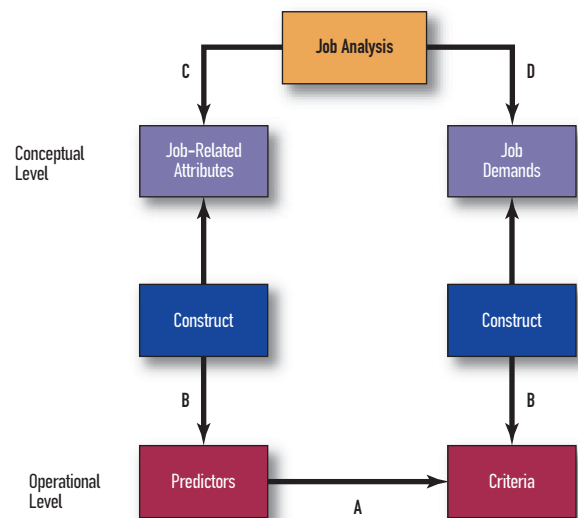 Job Analysis
C
D
Conceptual
Level
Job-Related
Attributes
Job
Demands
Construct
Construct
B
B
Operational
Level
Predictors
Criteria
A